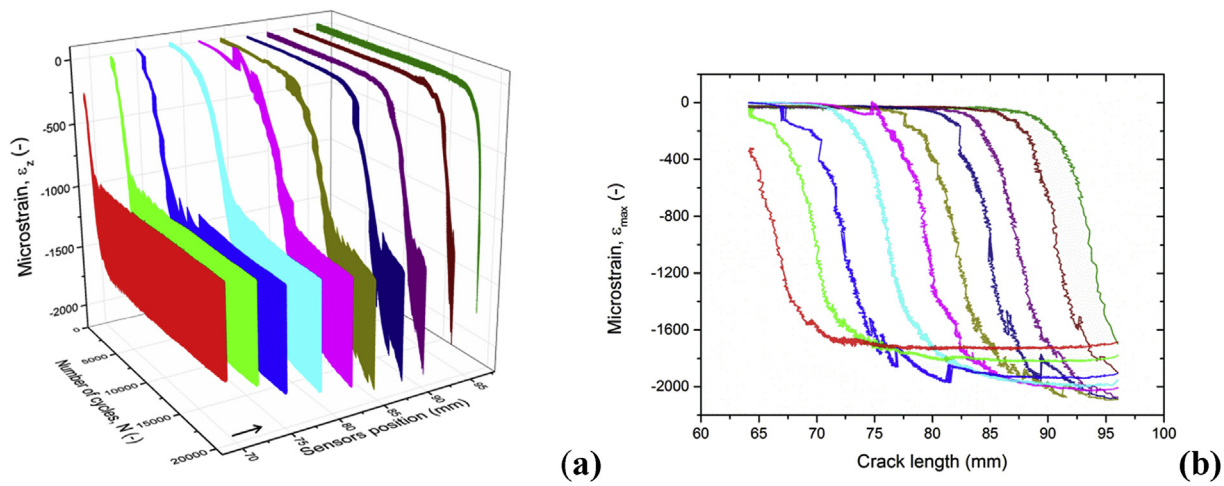 0
-500
-1000
-1500
-2000
Microstrain, εz (-)
0
5000
10000
15000
20000
Number of cycles, N (-)
70
75
80
85
90
95
Sensors position (mm)
(a)
0
-400
-800
-1200
-1600
-2000
Microstrain, εmax (-)
60 65 70 75 80 85 90 95 100
Crack length (mm)
(b)